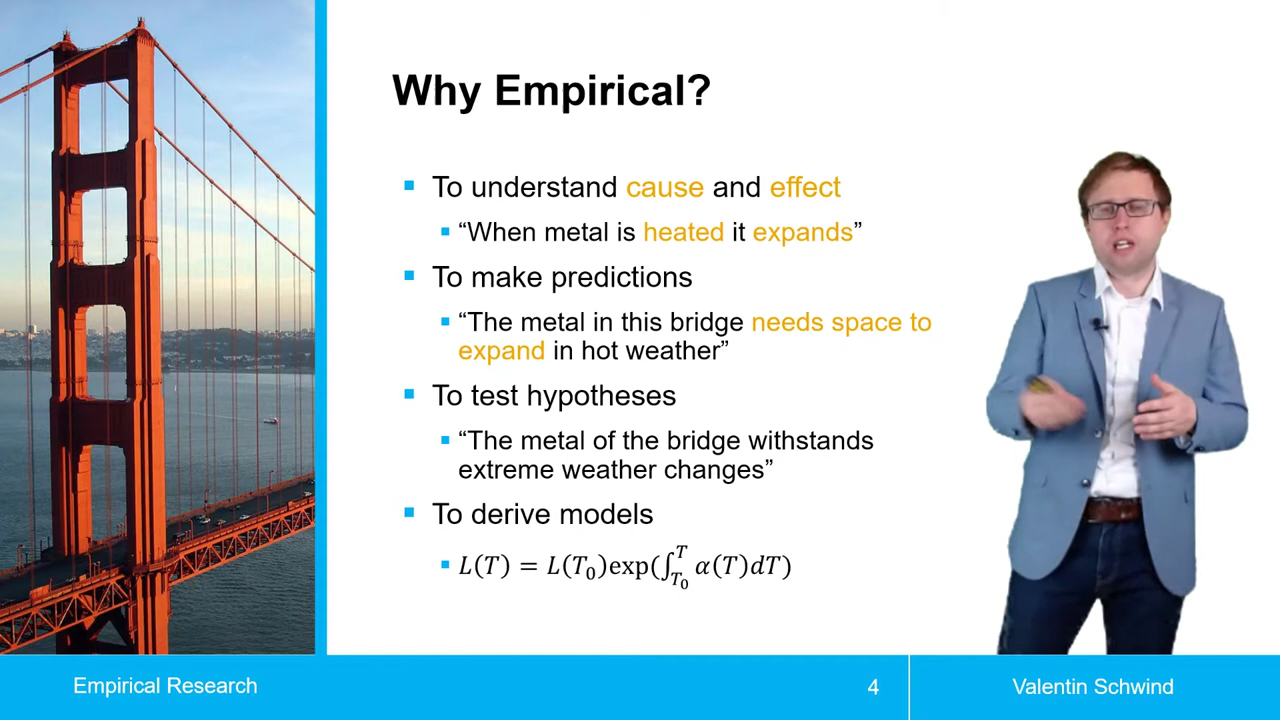 Why Empirical?
▪ To understand cause and effect
▪ “When metal is heated it expands”
▪ To make predictions
▪ “The metal in this bridge needs space to
expand in hot weather”
▪ To test hypotheses
▪ “The metal of the bridge withstands
extreme weather changes”
▪ To derive models
▪ 𝐿(𝑇) = 𝐿(𝑇₀)exp(∫_{𝑇₀}^{𝑇} 𝛼(𝑇)𝑑𝑇)
Empirical Research
4
Valentin Schwind